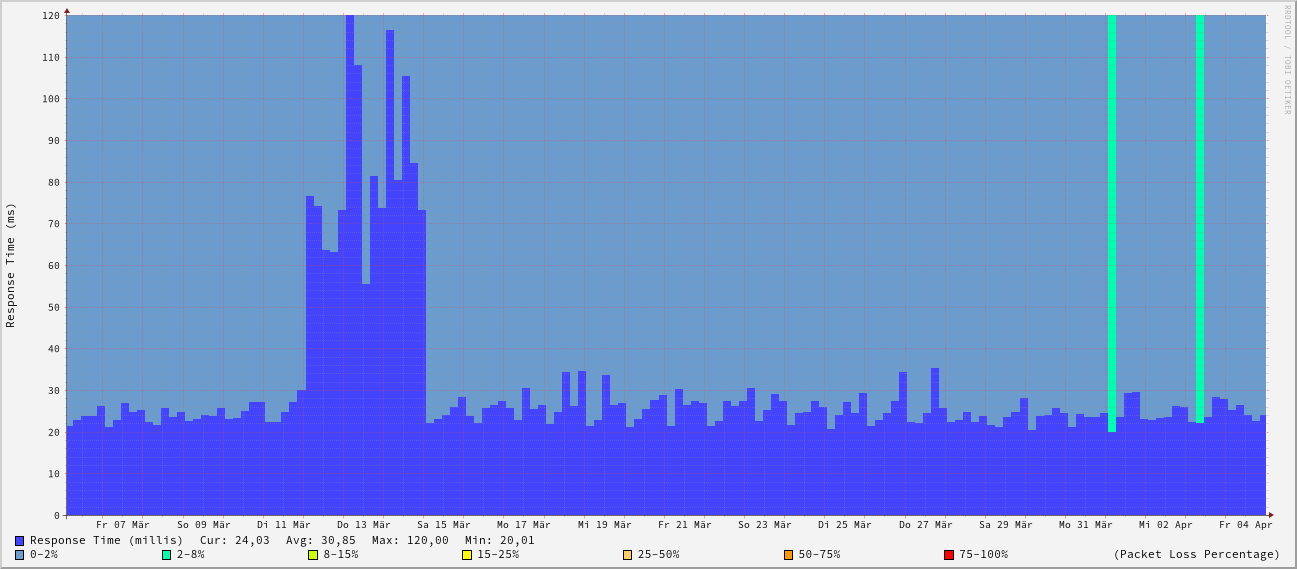 RRDTOOL / TOBI OETIKER
Response Time (ms)
120
110
100
90
80
70
60
50
40
30
20
10
0
Fr 07 Mär So 09 Mär Di 11 Mär Do 13 Mär Sa 15 Mär Mo 17 Mär Mi 19 Mär Fr 21 Mär So 23 Mär Di 25 Mär Do 27 Mär Sa 29 Mär Mo 31 Mär Mi 02 Apr Fr 04 Apr
Response Time (millis) Cur: 24,03 Avg: 30,85 Max: 120,00 Min: 20,01
0-2% 2-8% 8-15% 15-25% 25-50% 50-75% 75-100% (Packet Loss Percentage)